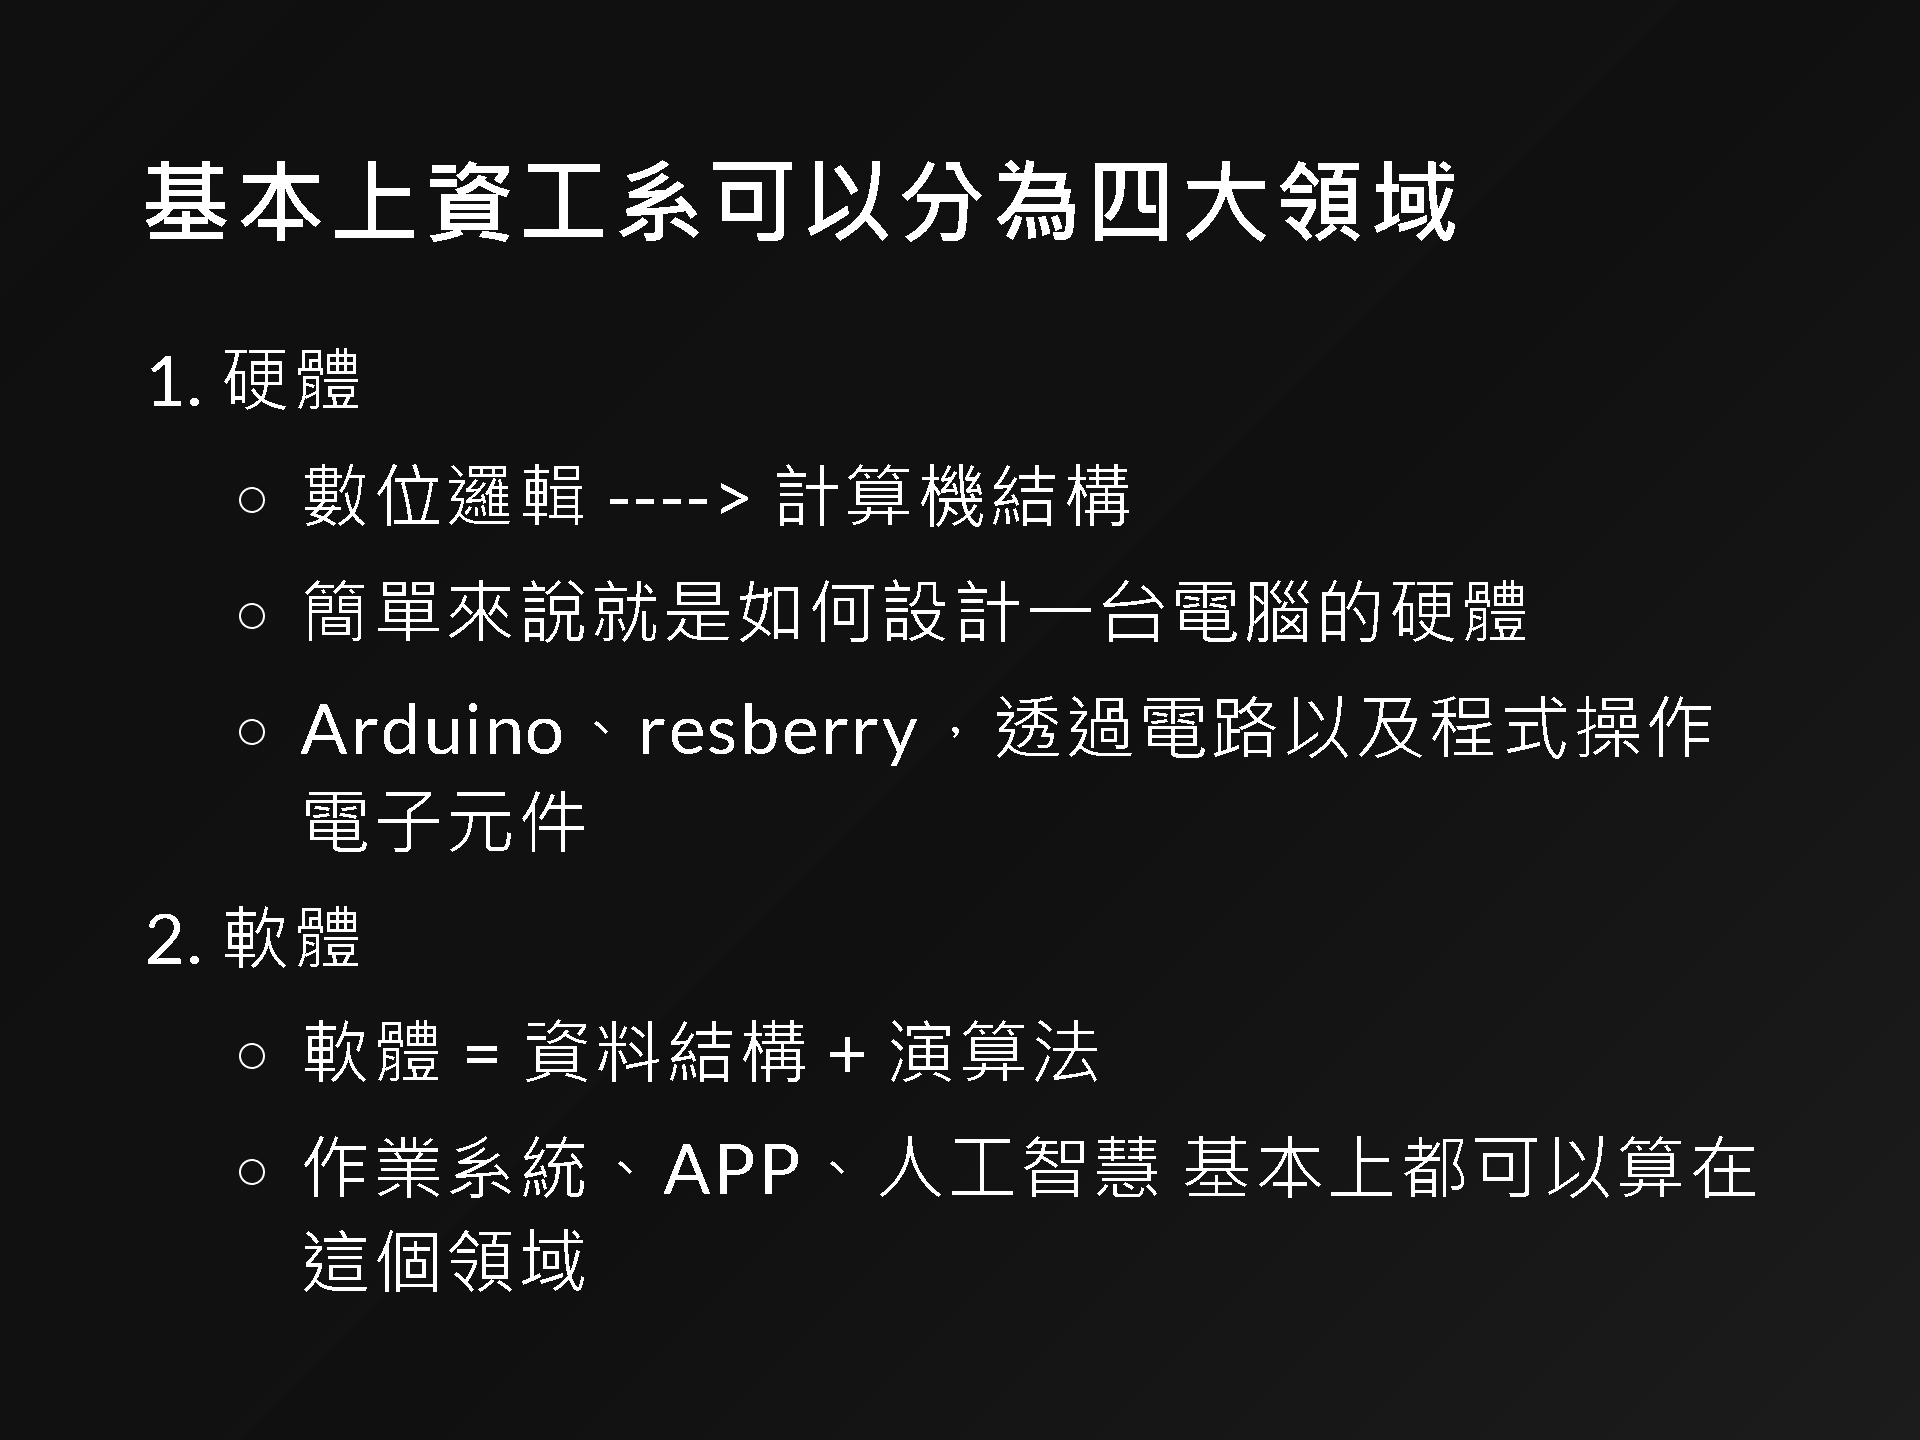 基本上資工系可以分為四大領域
1. 硬體
○ 數位邏輯 ----> 計算機結構
○ 簡單來說就是如何設計一台電腦的硬體
○ Arduino、resberry，透過電路以及程式操作
電子元件
2. 軟體
○ 軟體 = 資料結構 + 演算法
○ 作業系統、APP、人工智慧 基本上都可以算在
這個領域